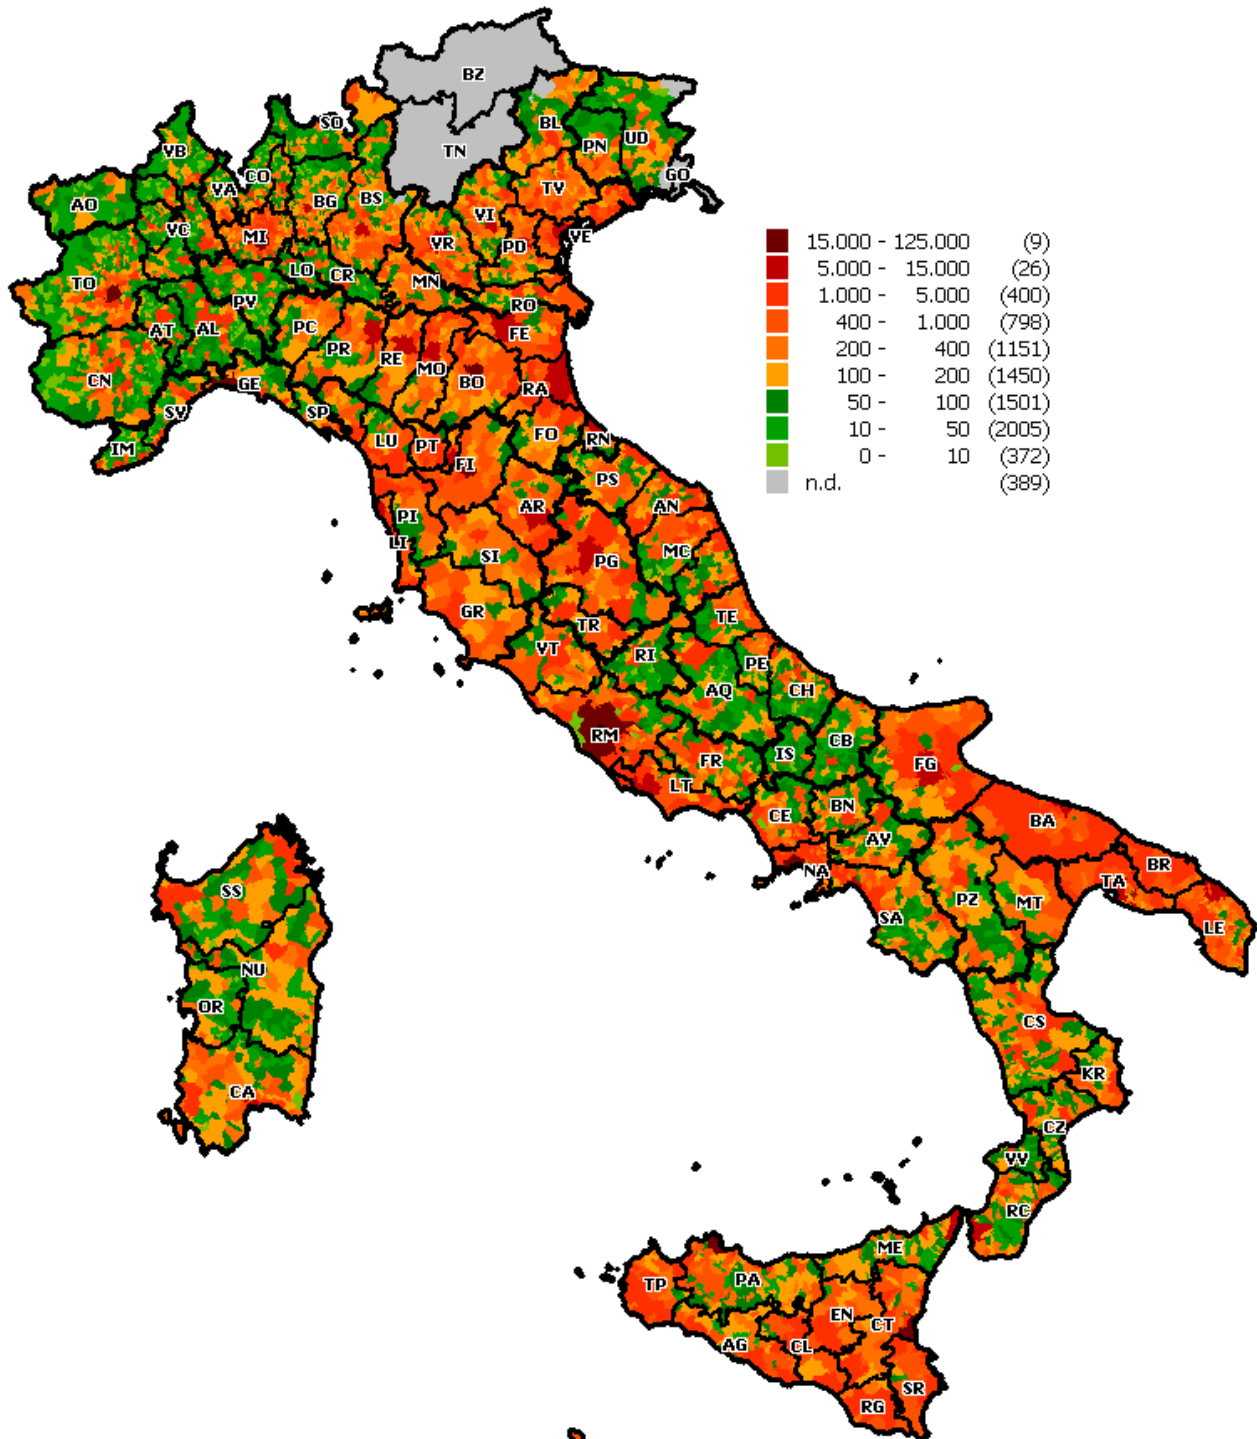 BZ
SO
TN
BL
PN
UD
GO
VB
VA
CO
BG
BS
TV
AO
VC
MI
VI
VR
PD
VE
TO
LO
CR
MN
RO
PV
AT
AL
PC
PR
RE
MO
BO
FE
CN
GE
SV
SP
RA
IM
LU
PT
FI
FO
RN
PS
AR
AN
PI
LI
SI
PG
MC
GR
TR
TE
VT
RI
PE
AQ
CH
RM
FR
IS
CB
FG
LT
CE
BN
AV
BA
NA
BR
TA
SA
PZ
MT
LE
SS
NU
OR
CA
CS
KR
CZ
VV
RC
ME
TP
PA
EN
CT
AG
CL
RG
SR
15.000 - 125.000 (9)
5.000 - 15.000 (26)
1.000 - 5.000 (400)
400 - 1.000 (798)
200 - 400 (1151)
100 - 200 (1450)
50 - 100 (1501)
10 - 50 (2005)
0 - 10 (372)
n.d. (389)